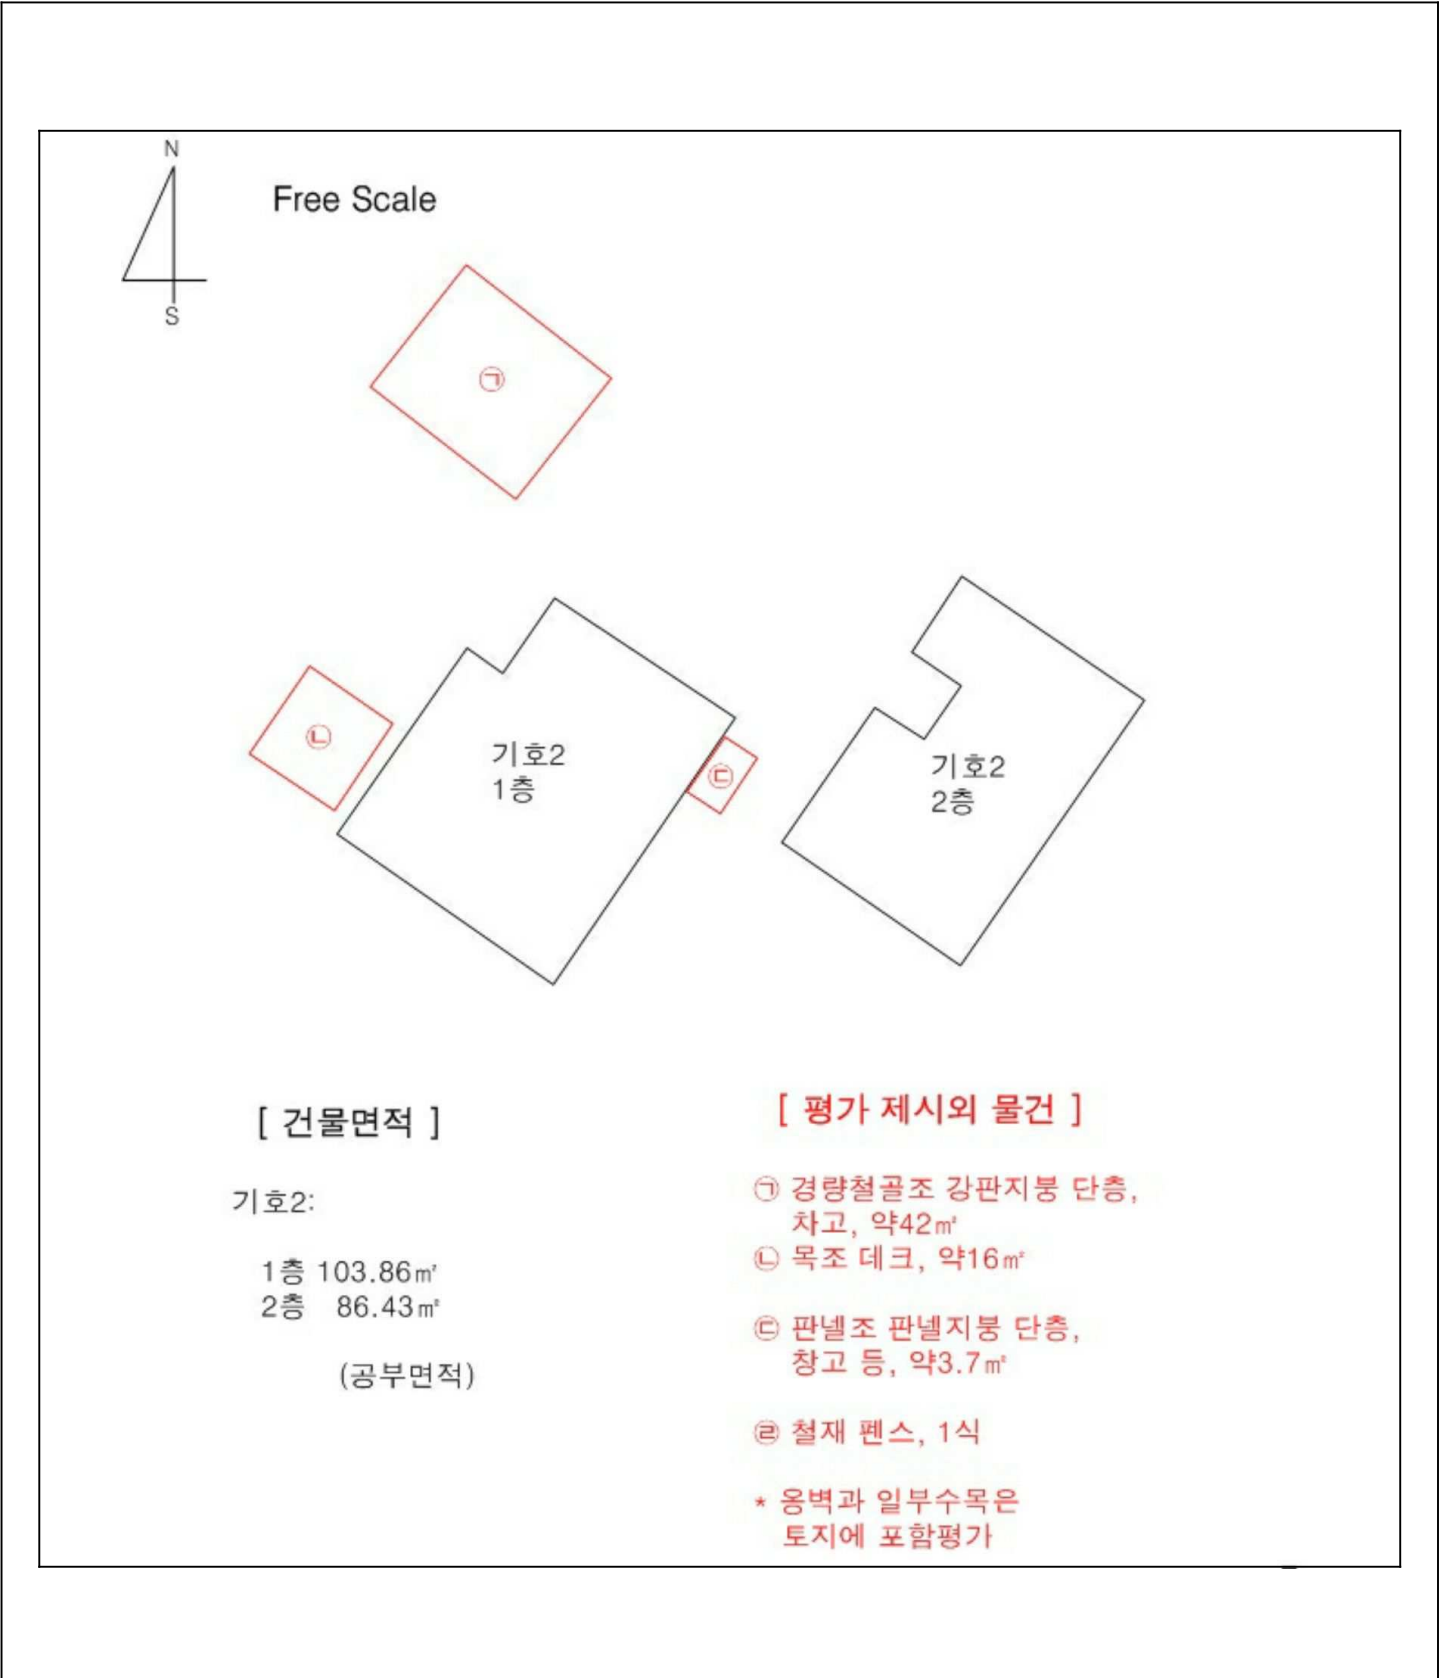 N
Free Scale
S
㉠
기호2
1층
㉡
㉢
기호2
2층
[ 건물면적 ]
기호2:
1층 103.86㎡
2층 86.43㎡
(공부면적)
[ 평가 제시외 물건 ]
㉠ 경량철골조 강판지붕 단층,
차고, 약42㎡
㉡ 목조 데크, 약16㎡
㉢ 판넬조 판넬지붕 단층,
창고 등, 약3.7㎡
㉣ 철재 펜스, 1식
* 옹벽과 일부수목은
토지에 포함평가